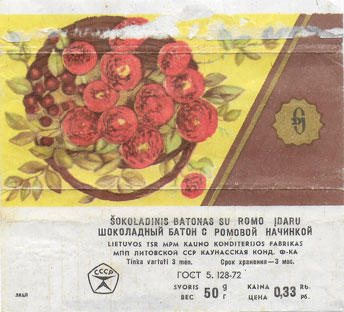 ŠOKOLADINIS BATONAS SU ROMO ĮDARU
ШОКОЛАДНЫЙ БАТОН С РОМОВОЙ НАЧИНКОЙ
LIETUVOS TSR MPM KAUNO KONDITERIJOS FABRIKAS
МПП ЛИТОВСКОЙ ССР КАУНАССКАЯ КОНД. Ф-КА
Tinka vartoti 3 mėn. Срок хранения—3 мес.
СССР
ГОСТ 5. 128-72
SVORIS 50 g KAINA 0,33 Rb.
ВЕС г ЦЕНА Рб.